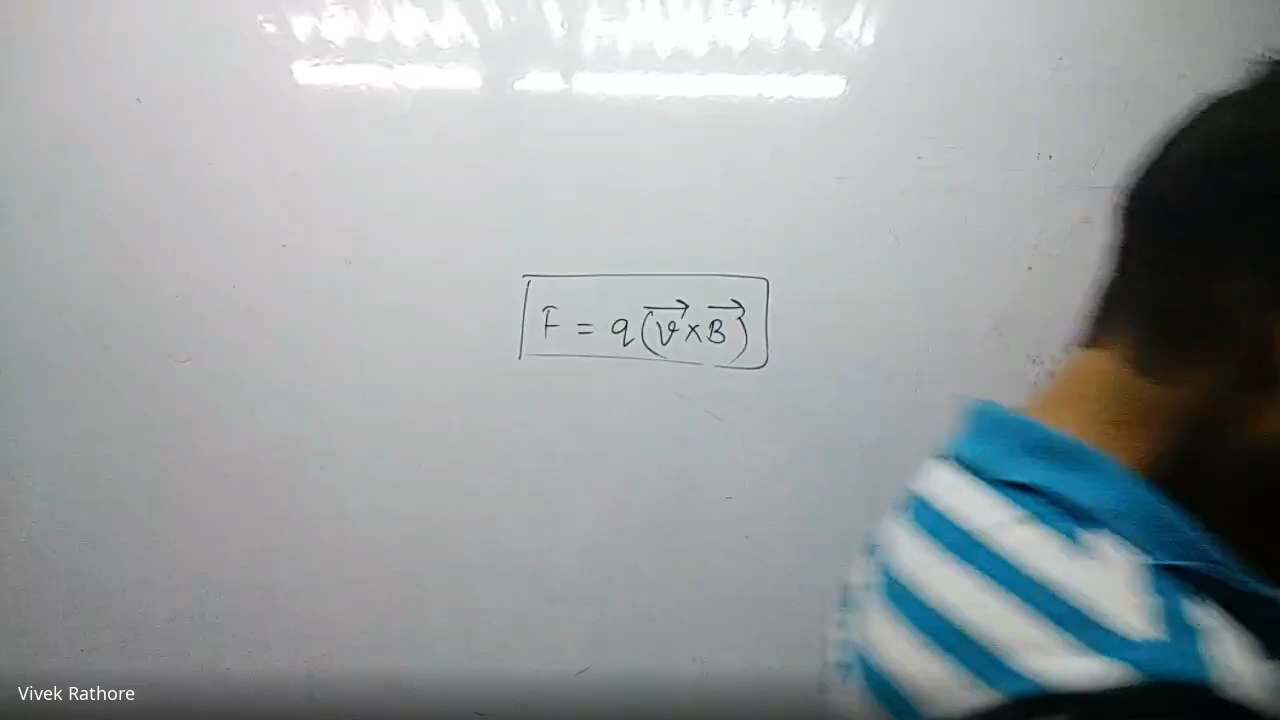 F̄ = q(v⃗ × B⃗)
Vivek Rathore